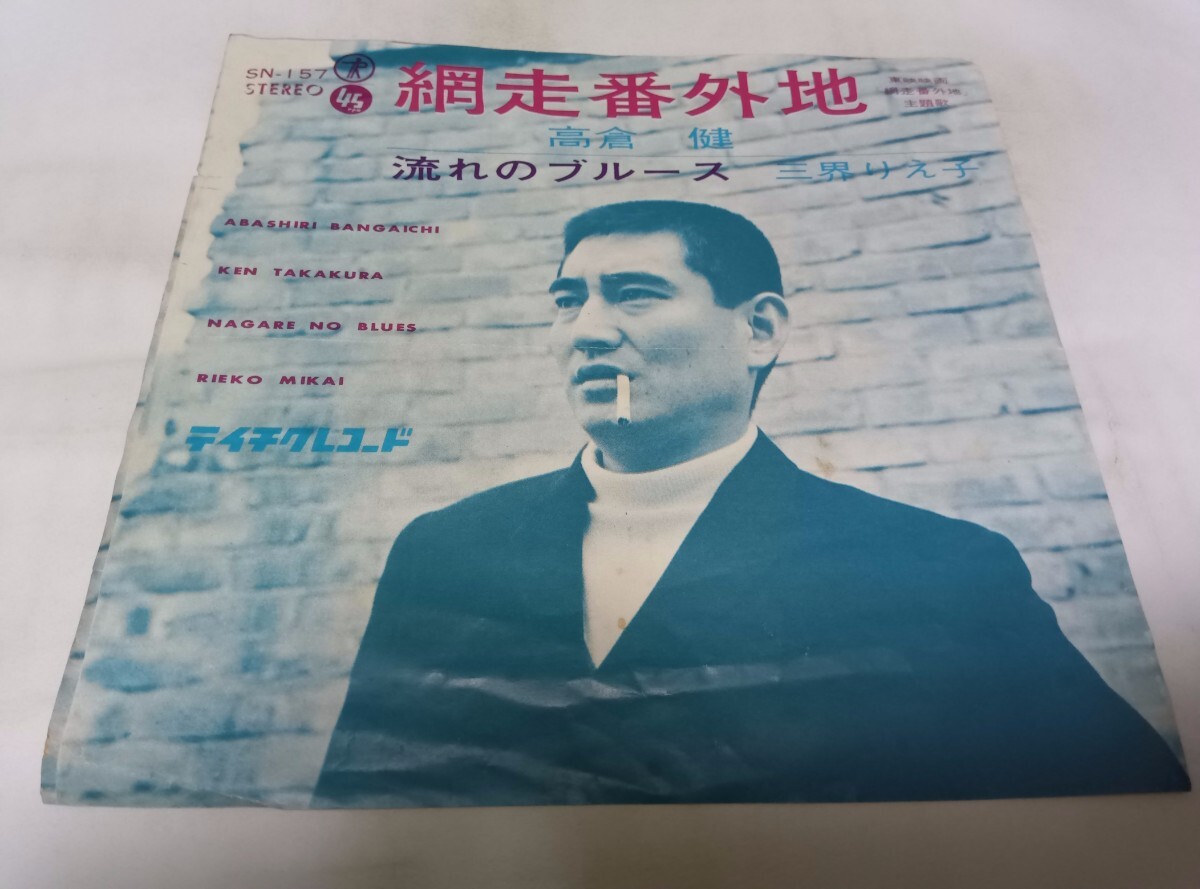 SN-157
STEREO
45
網走番外地
東映映画
網走番外地
主題歌
高倉 健
流れのブルース 三界りえ子
ABASHIRI BANGAICHI
KEN TAKAKURA
NAGARE NO BLUES
RIEKO MIKAI
テイチクレコード